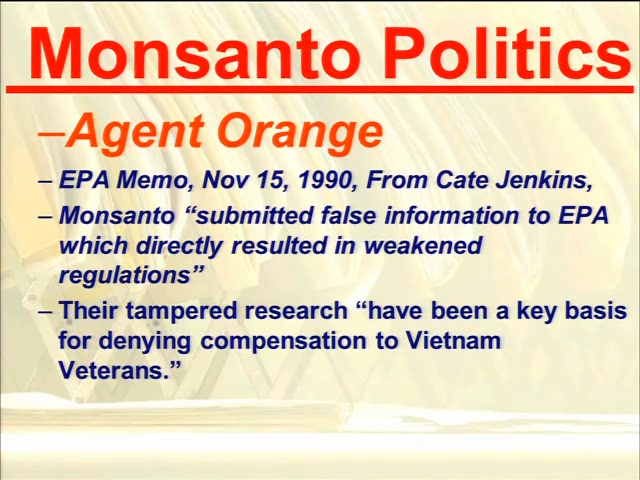 Monsanto Politics
–Agent Orange
– EPA Memo, Nov 15, 1990, From Cate Jenkins,
– Monsanto “submitted false information to EPA
which directly resulted in weakened
regulations”
– Their tampered research “have been a key basis
for denying compensation to Vietnam
Veterans.”